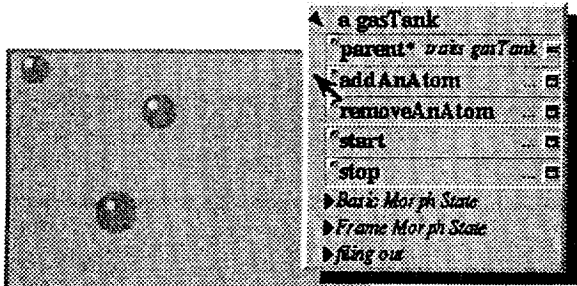 a gasTank
parent* traits gasTank =
addAnAtom ...
removeAnAtom ...
start ...
stop ...
Basic Morph State
Frame Morph State
filing out